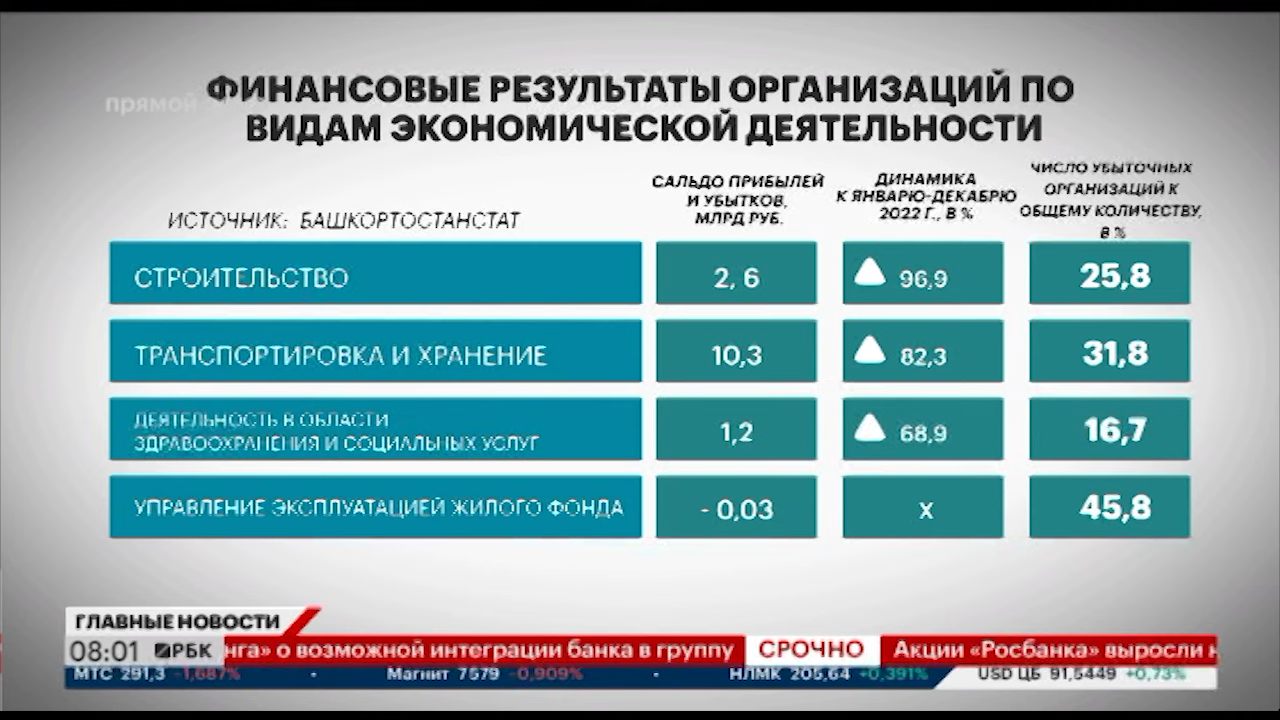 ФИНАНСОВЫЕ РЕЗУЛЬТАТЫ ОРГАНИЗАЦИЙ ПО
прямой
ВИДАМ ЭКОНОМИЧЕСКОЙ ДЕЯТЕЛЬНОСТИ
ИСТОЧНИК: БАШКОРТОСТАНСТАТ
САЛЬДО ПРИБЫЛЕЙ
И УБЫТКОВ,
МЛРД РУБ.
ДИНАМИКА
К ЯНВАРЮ-ДЕКАБРЮ
2022 Г., В %
ЧИСЛО УБЫТОЧНЫХ
ОРГАНИЗАЦИЙ К
ОБЩЕМУ КОЛИЧЕСТВУ,
В %
СТРОИТЕЛЬСТВО 2, 6 96,9 25,8
ТРАНСПОРТИРОВКА И ХРАНЕНИЕ 10,3 82,3 31,8
ДЕЯТЕЛЬНОСТЬ В ОБЛАСТИ
ЗДРАВООХРАНЕНИЯ И СОЦИАЛЬНЫХ УСЛУГ 1,2 68,9 16,7
УПРАВЛЕНИЕ ЭКСПЛУАТАЦИЕЙ ЖИЛОГО ФОНДА - 0,03 X 45,8
ГЛАВНЫЕ НОВОСТИ
08:01 РБК нга» о возможной интеграции банка в группу СРОЧНО Акции «Росбанка» выросли н
МТС 291,3 -1,687% Магнит 7579 -0,909% НЛМК 205,64 +0,391% USD ЦБ 91,5449 +0,73%